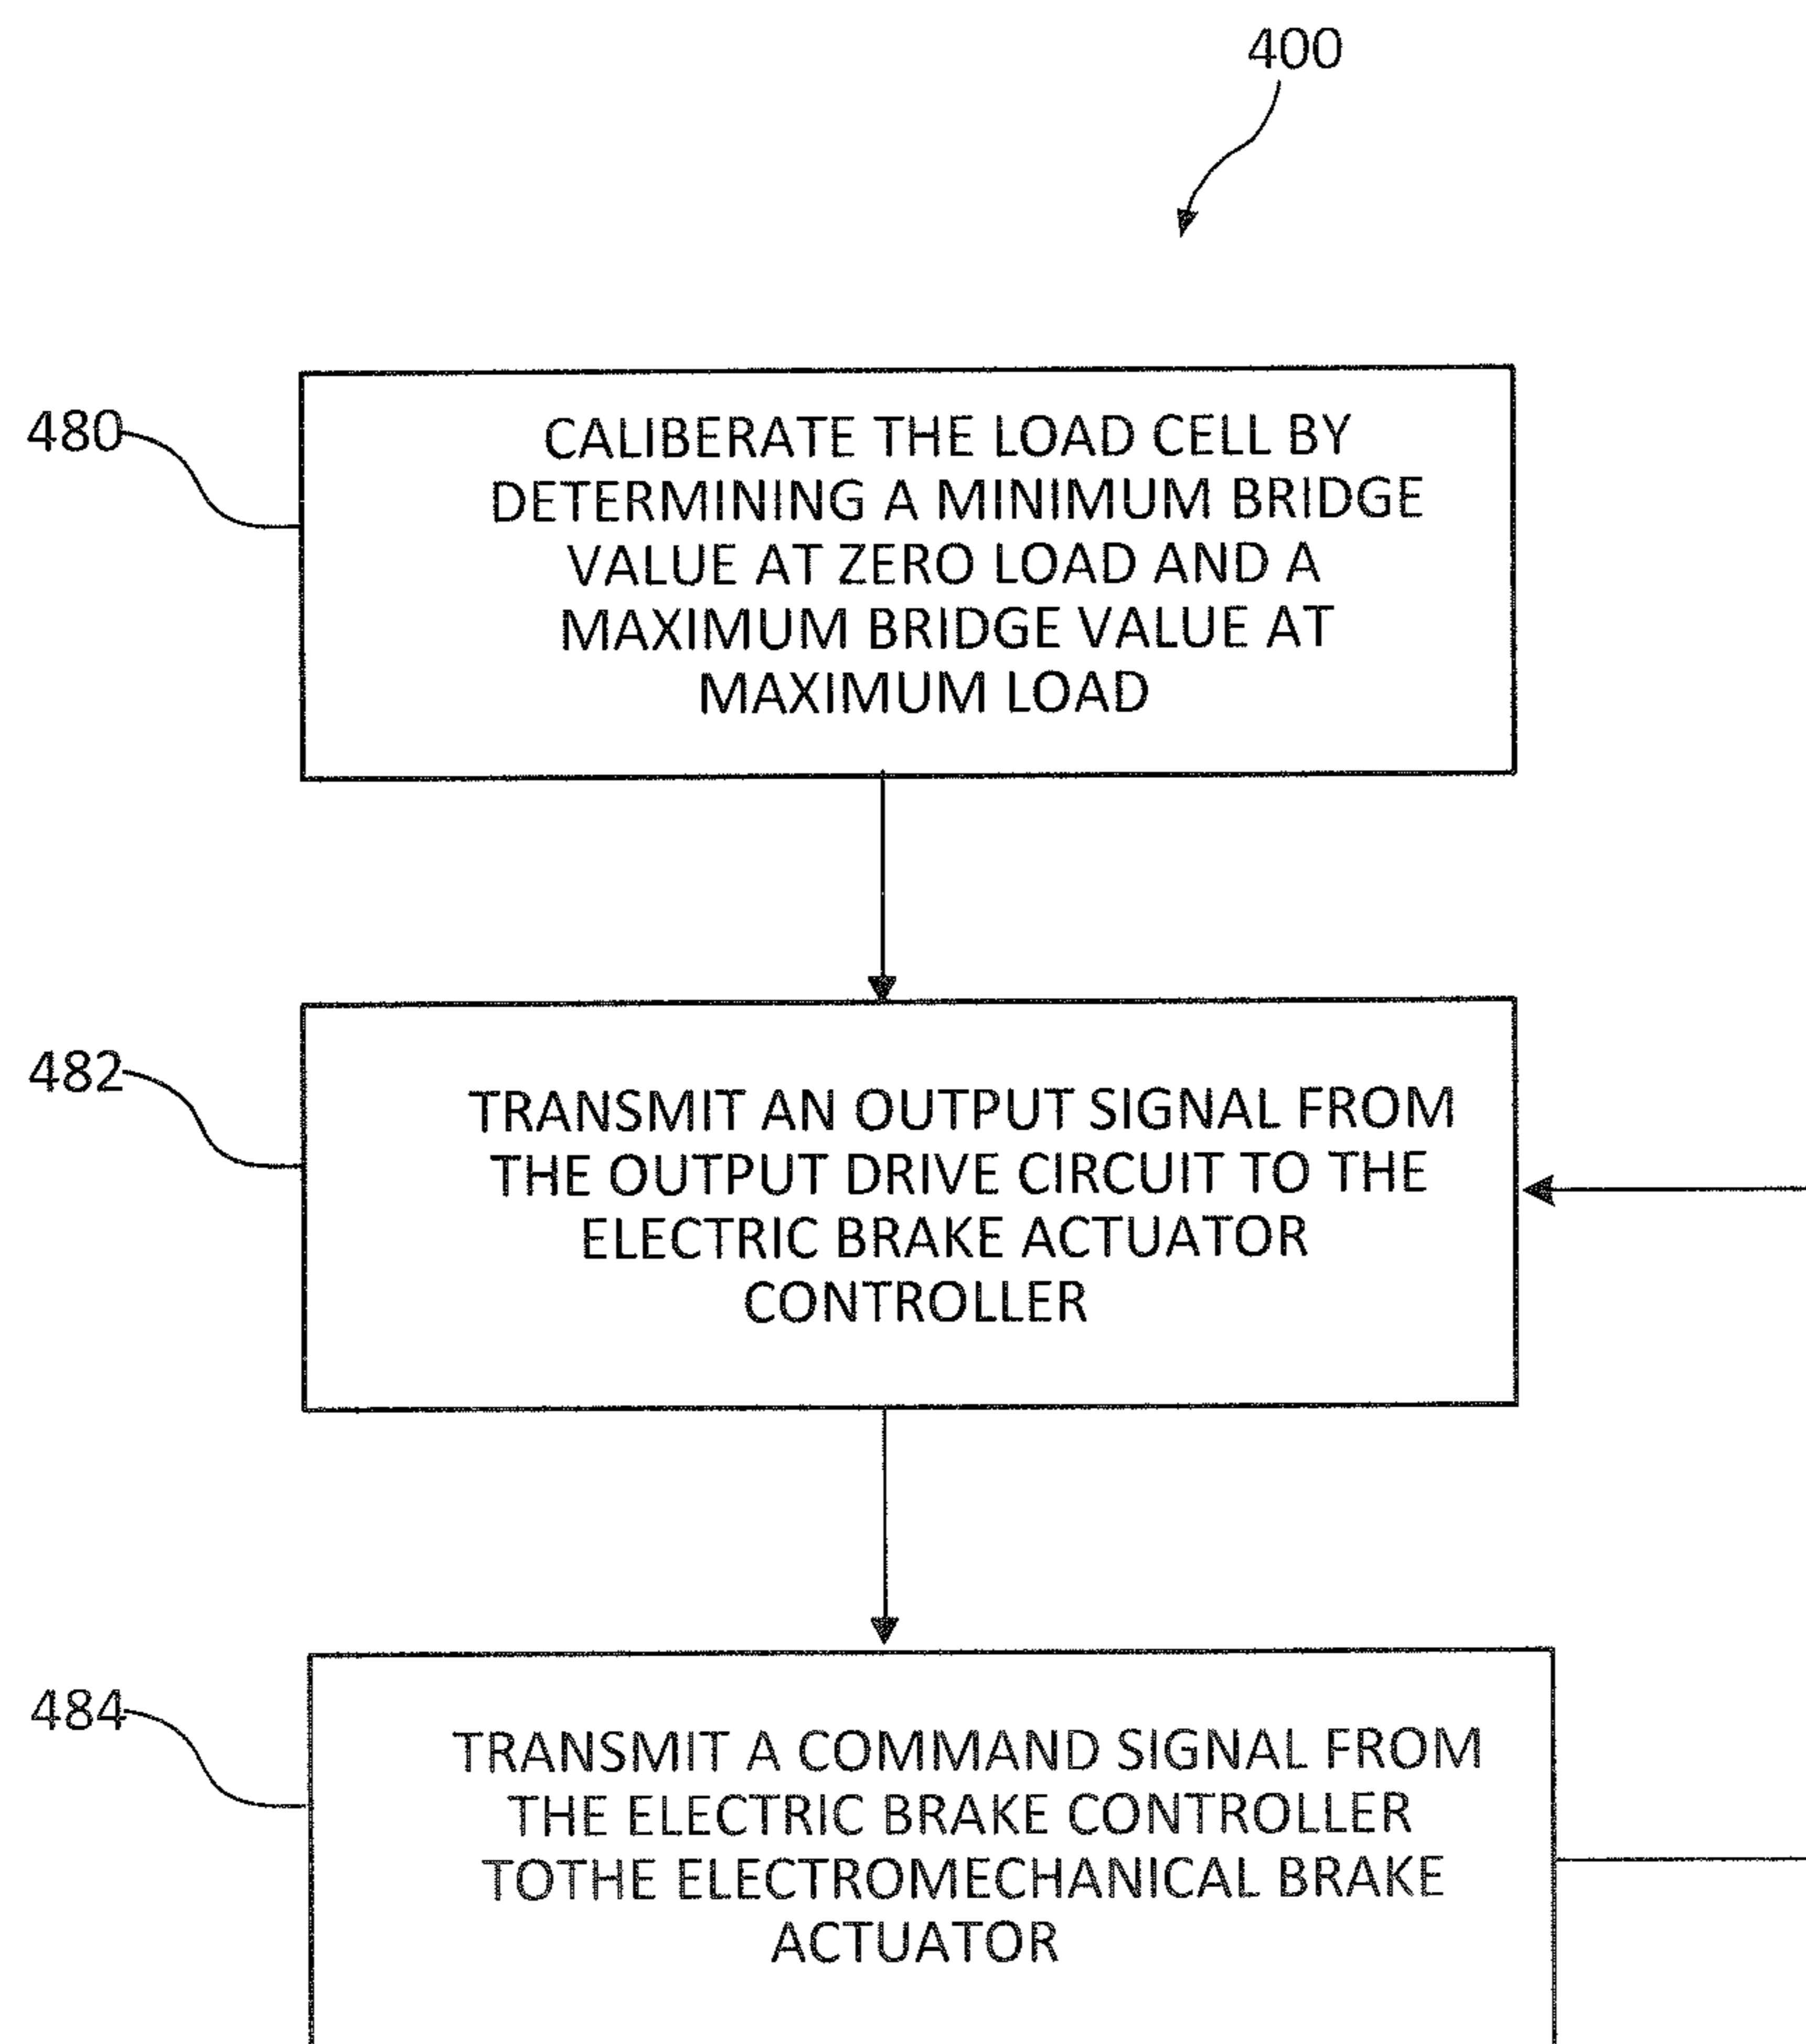 400
480
CALIBERATE THE LOAD CELL BY
DETERMINING A MINIMUM BRIDGE
VALUE AT ZERO LOAD AND A
MAXIMUM BRIDGE VALUE AT
MAXIMUM LOAD
482
TRANSMIT AN OUTPUT SIGNAL FROM
THE OUTPUT DRIVE CIRCUIT TO THE
ELECTRIC BRAKE ACTUATOR
CONTROLLER
484
TRANSMIT A COMMAND SIGNAL FROM
THE ELECTRIC BRAKE CONTROLLER
TOTHE ELECTROMECHANICAL BRAKE
ACTUATOR